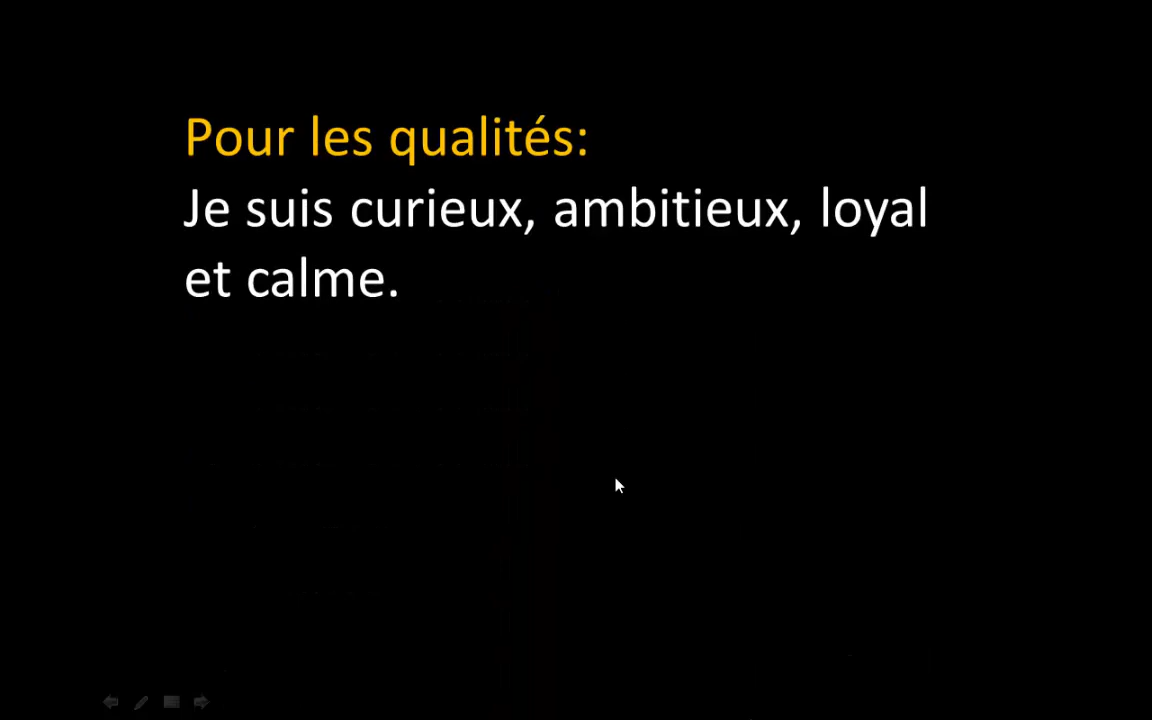 Pour les qualités:
Je suis curieux, ambitieux, loyal
et calme.